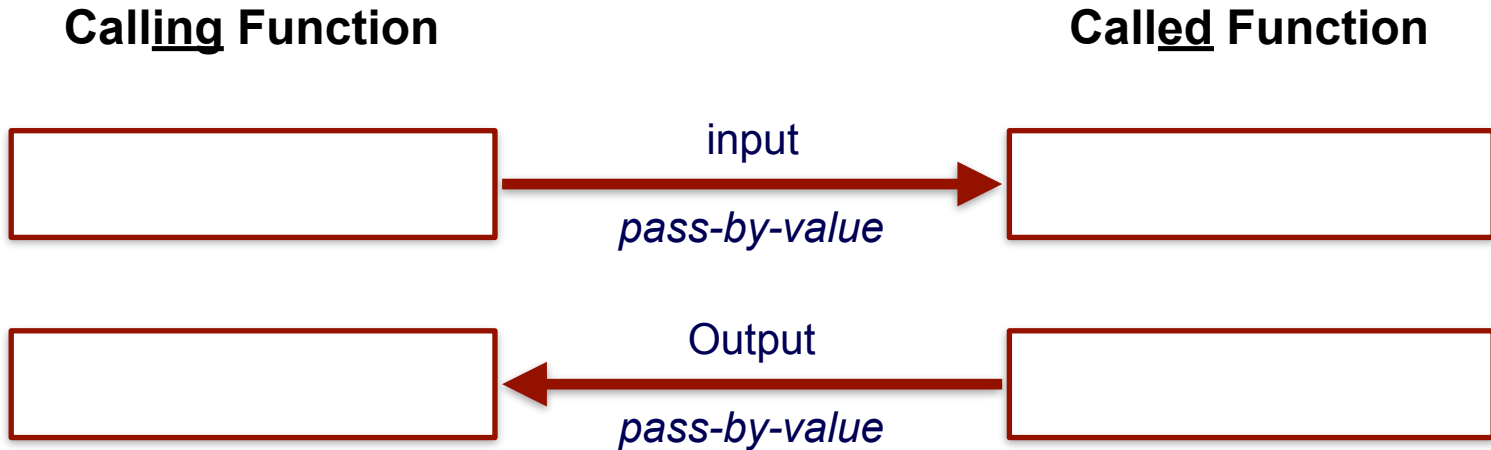 Calling Function
Called Function
input
pass-by-value
Output
pass-by-value